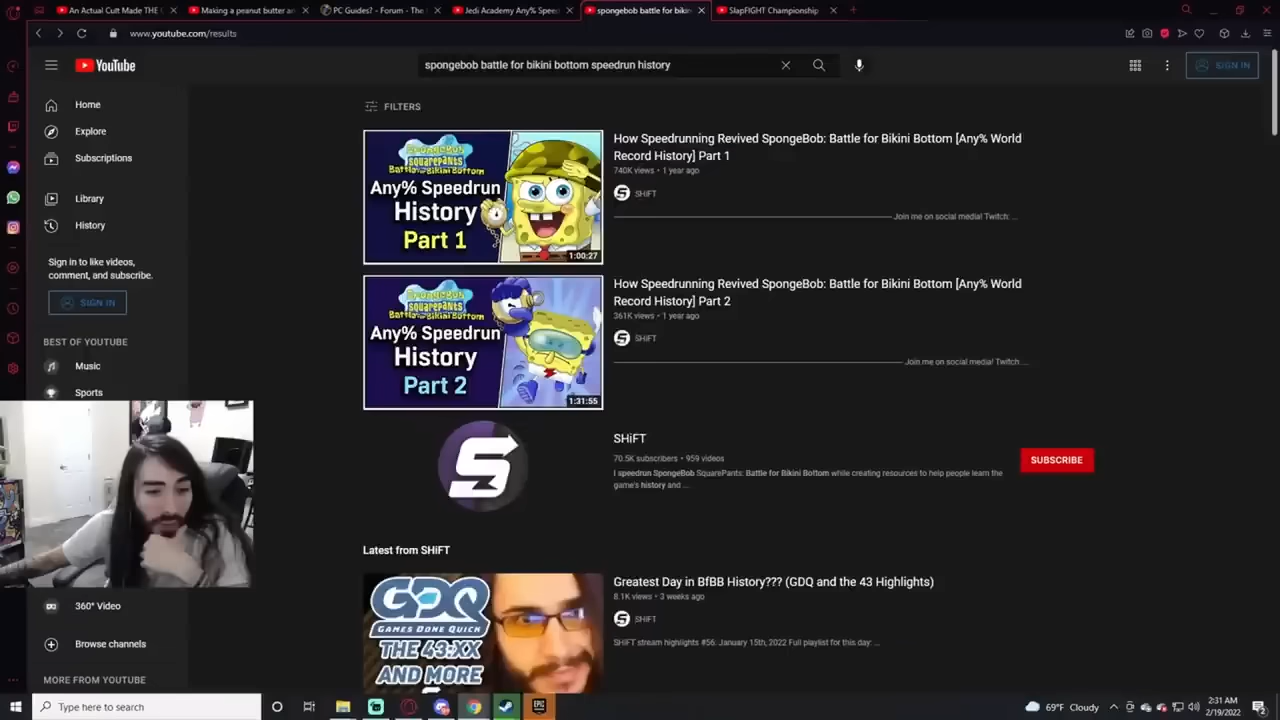 An Actual Cult Made THE
Making a peanut butter an
PC Guides? - Forum - The
Jedi Academy Any% Speed
spongebob battle for bikin
SlapFIGHT Championship
www.youtube.com/results
YouTube
spongebob battle for bikini bottom speedrun history
SIGN IN
Home
Explore
Subscriptions
Library
History
Sign in to like videos,
comment, and subscribe.
SIGN IN
BEST OF YOUTUBE
Music
Sports
360° Video
Browse channels
MORE FROM YOUTUBE
FILTERS
SpongeBob
SquarePants
Battle for Bikini Bottom
Any% Speedrun
History
Part 1
1:00:27
How Speedrunning Revived SpongeBob: Battle for Bikini Bottom [Any% World
Record History] Part 1
740K views • 1 year ago
SHiFT
Join me on social media! Twitch: ...
SpongeBob
SquarePants
Battle for Bikini Bottom
Any% Speedrun
History
Part 2
1:31:55
How Speedrunning Revived SpongeBob: Battle for Bikini Bottom [Any% World
Record History] Part 2
361K views • 1 year ago
SHiFT
Join me on social media! Twitch: ...
S
SHiFT
70.5K subscribers • 959 videos
I speedrun SpongeBob SquarePants: Battle for Bikini Bottom while creating resources to help people learn the
game's history and ...
SUBSCRIBE
Latest from SHiFT
GDQ
GAMES DONE QUICK
THE 43:XX
AND MORE
Greatest Day in BfBB History??? (GDQ and the 43 Highlights)
8.1K views • 3 weeks ago
SHiFT
SHiFT stream highlights #56: January 15th, 2022 Full playlist for this day: ...
Type here to search
EPIC
69°F Cloudy
2:31 AM
2/19/2022
2